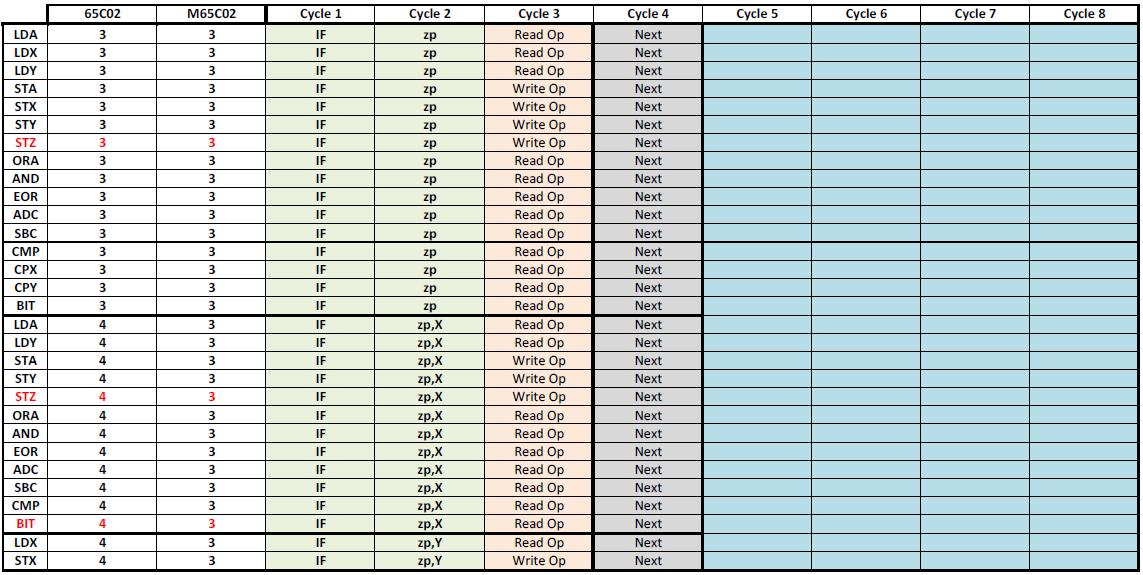 65C02 M65C02 Cycle 1 Cycle 2 Cycle 3 Cycle 4 Cycle 5 Cycle 6 Cycle 7 Cycle 8
LDA 3 3 IF zp Read Op Next
LDX 3 3 IF zp Read Op Next
LDY 3 3 IF zp Read Op Next
STA 3 3 IF zp Write Op Next
STX 3 3 IF zp Write Op Next
STY 3 3 IF zp Write Op Next
STZ 3 3 IF zp Write Op Next
ORA 3 3 IF zp Read Op Next
AND 3 3 IF zp Read Op Next
EOR 3 3 IF zp Read Op Next
ADC 3 3 IF zp Read Op Next
SBC 3 3 IF zp Read Op Next
CMP 3 3 IF zp Read Op Next
CPX 3 3 IF zp Read Op Next
CPY 3 3 IF zp Read Op Next
BIT 3 3 IF zp Read Op Next
LDA 4 3 IF zp,X Read Op Next
LDY 4 3 IF zp,X Read Op Next
STA 4 3 IF zp,X Write Op Next
STY 4 3 IF zp,X Write Op Next
STZ 4 3 IF zp,X Write Op Next
ORA 4 3 IF zp,X Read Op Next
AND 4 3 IF zp,X Read Op Next
EOR 4 3 IF zp,X Read Op Next
ADC 4 3 IF zp,X Read Op Next
SBC 4 3 IF zp,X Read Op Next
CMP 4 3 IF zp,X Read Op Next
BIT 4 3 IF zp,X Read Op Next
LDX 4 3 IF zp,Y Read Op Next
STX 4 3 IF zp,Y Write Op Next